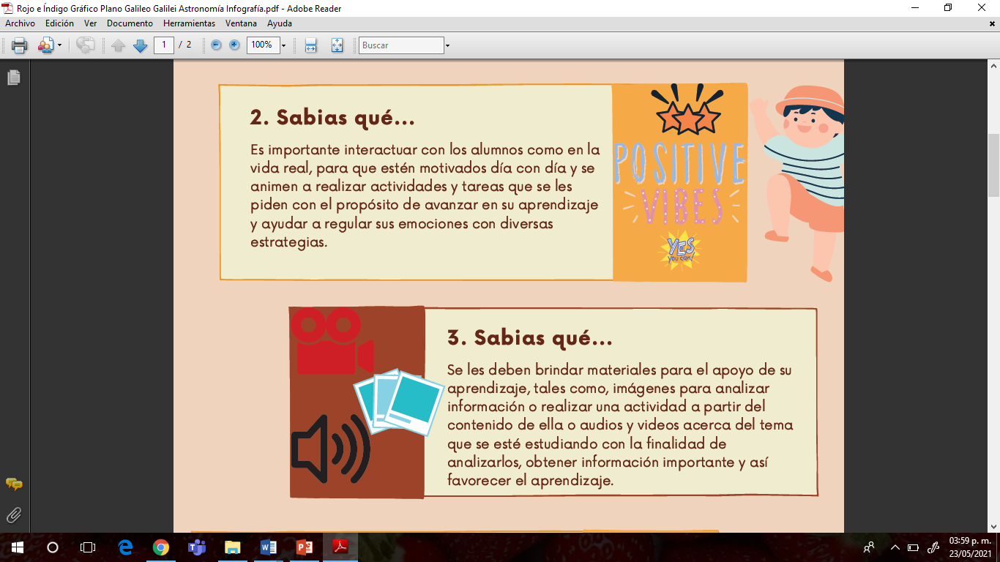 Rojo e Índigo Gráfico Plano Galileo Galilei Astronomía Infografía.pdf - Adobe Reader
Archivo Edición Ver Documento Herramientas Ventana Ayuda
1 / 2 100% Buscar
2. Sabias qué...
Es importante interactuar con los alumnos como en la
vida real, para que estén motivados día con día y se
animen a realizar actividades y tareas que se les
piden con el propósito de avanzar en su aprendizaje
y ayudar a regular sus emociones con diversas
estrategias.
POSITIVE
VIBES
YES
you can!
3. Sabias qué...
Se les deben brindar materiales para el apoyo de su
aprendizaje, tales como, imágenes para analizar
información o realizar una actividad a partir del
contenido de ella o audios y videos acerca del tema
que se esté estudiando con la finalidad de
analizarlos, obtener información importante y así
favorecer el aprendizaje.
03:59 p. m.
23/05/2021